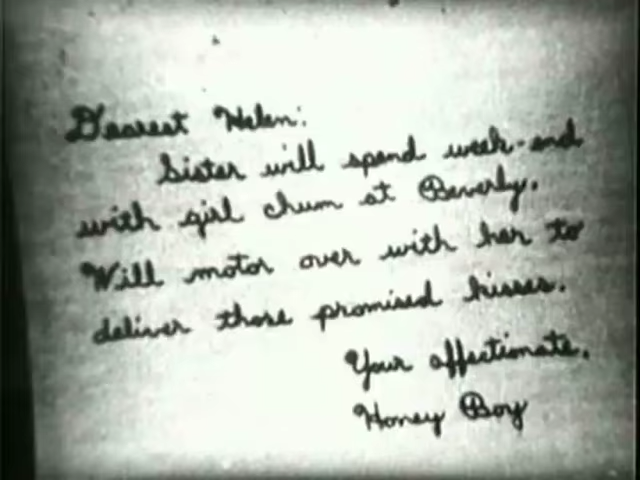 Dearest Helen:
Sister will spend week-end
with girl chum at Beverly.
Will motor over with her to
deliver those promised kisses.
Your affectionate,
Honey Boy